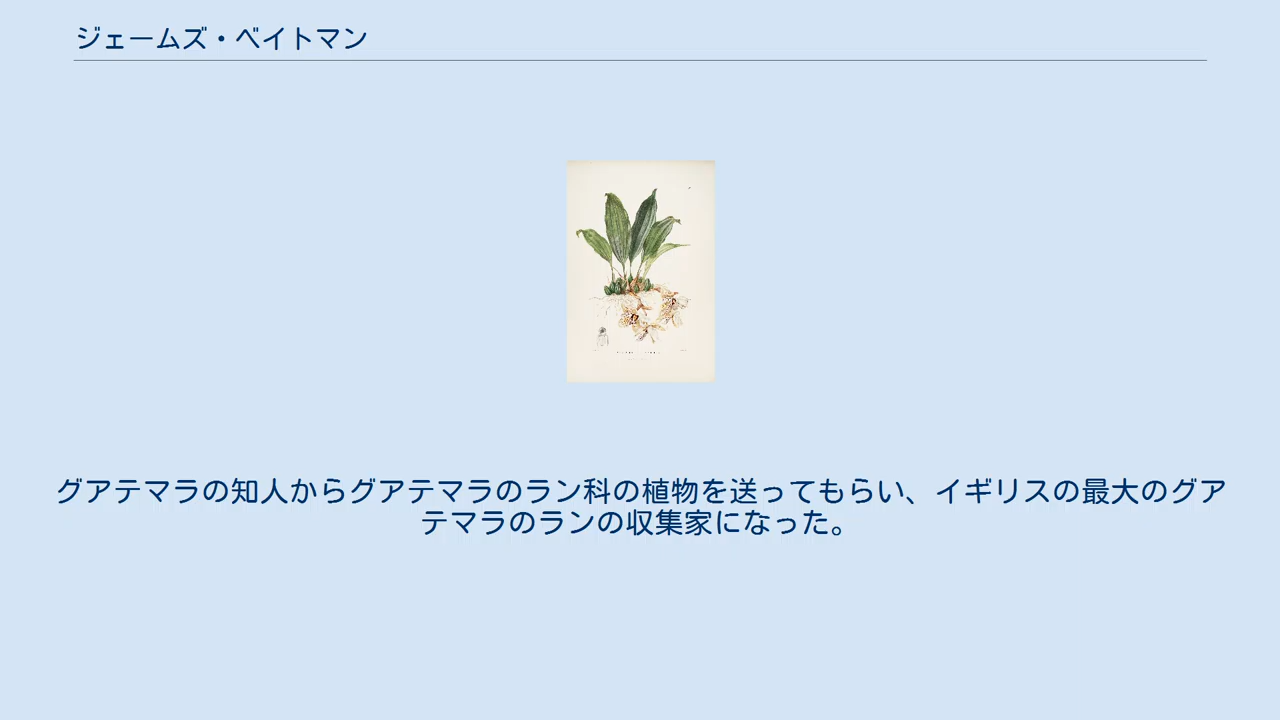 ジェームズ・ベイトマン
グアテマラの知人からグアテマラのラン科の植物を送ってもらい、イギリスの最大のグア
テマラのランの収集家になった。